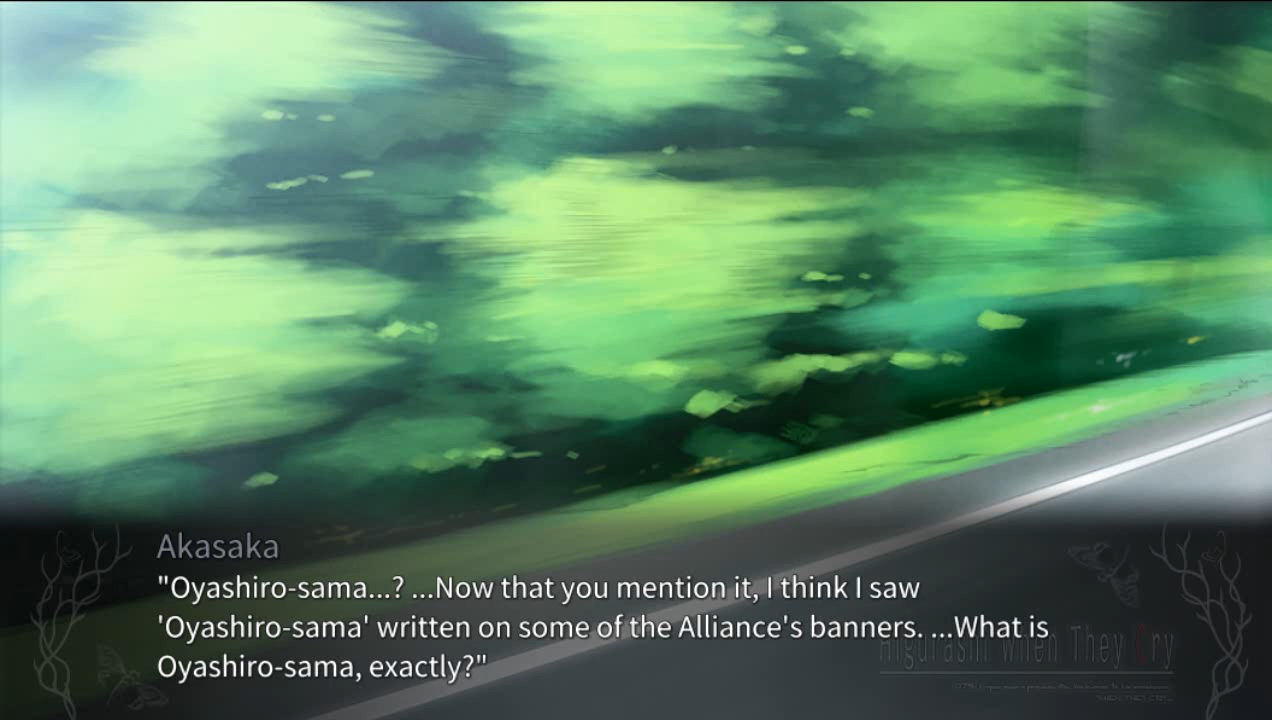 Akasaka
"Oyashiro-sama...? ...Now that you mention it, I think I saw
'Oyashiro-sama' written on some of the Alliance's banners. ...What is
Oyashiro-sama, exactly?"
Higurashi When They Cry